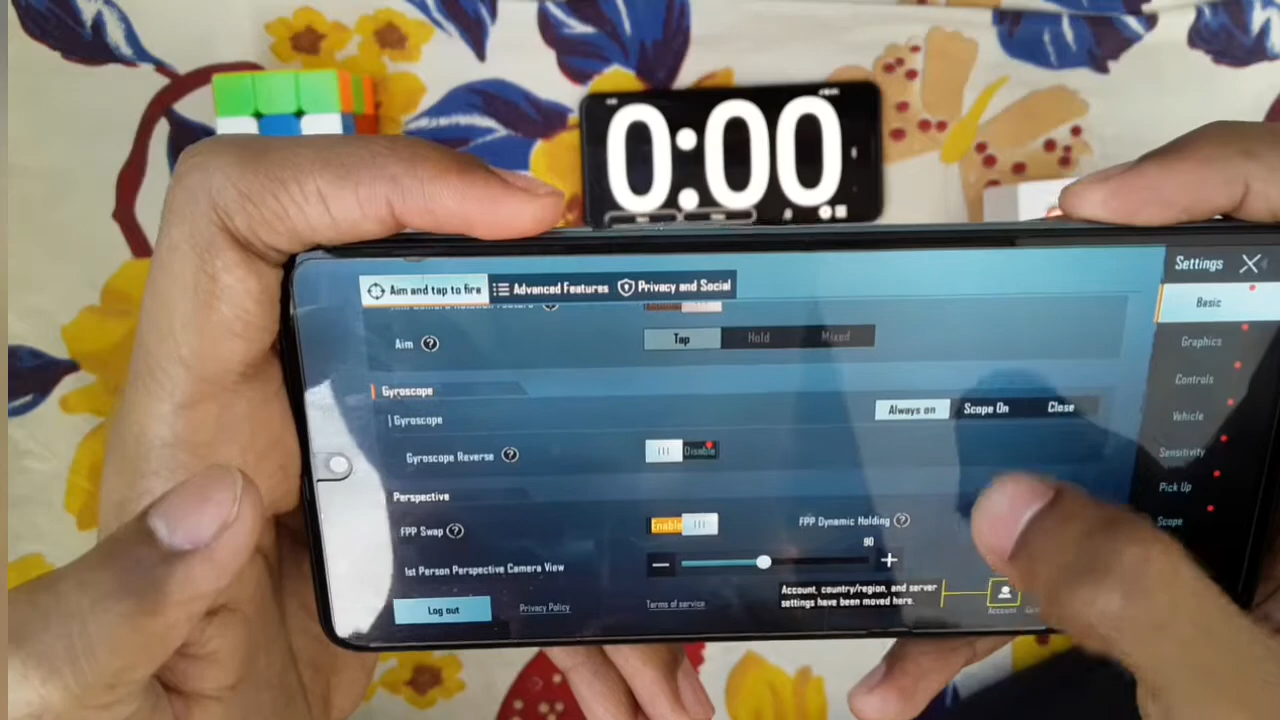 0:00
Aim and tap to fire
Advanced Features
Privacy and Social
Settings
Basic
Graphics
Controls
Vehicle
Sensitivity
Pick Up
Scope
Aim ?
Tap
Hold
Mixed
Gyroscope
Gyroscope
Always on
Scope On
Close
Gyroscope Reverse ?
Disable
Perspective
FPP Swap ?
Enable
FPP Dynamic Holding ?
1st Person Perspective Camera View
90
Account, country/region, and server
settings have been moved here.
Account
Log out
Privacy Policy
Terms of service